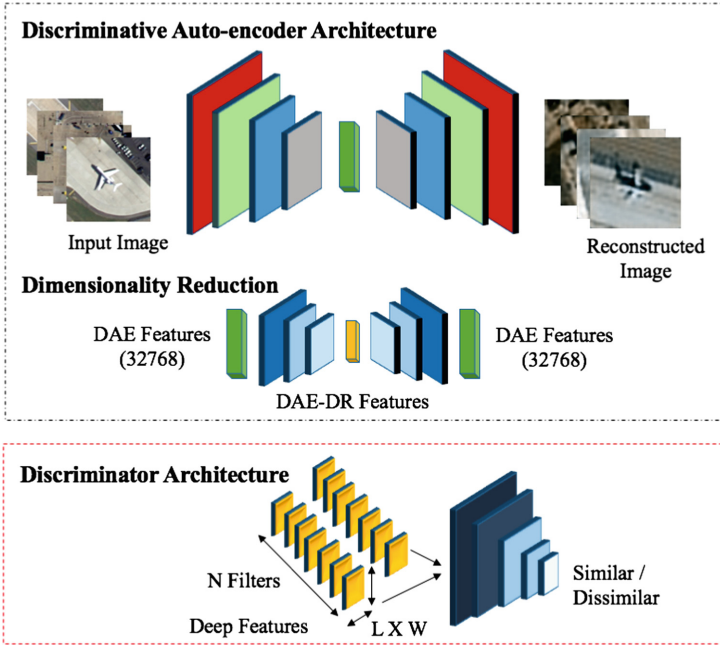 Discriminative Auto-encoder Architecture
Input Image
Reconstructed
Image
Dimensionality Reduction
DAE Features
(32768)
DAE Features
(32768)
DAE-DR Features
Discriminator Architecture
N Filters
Deep Features
L X W
Similar /
Dissimilar